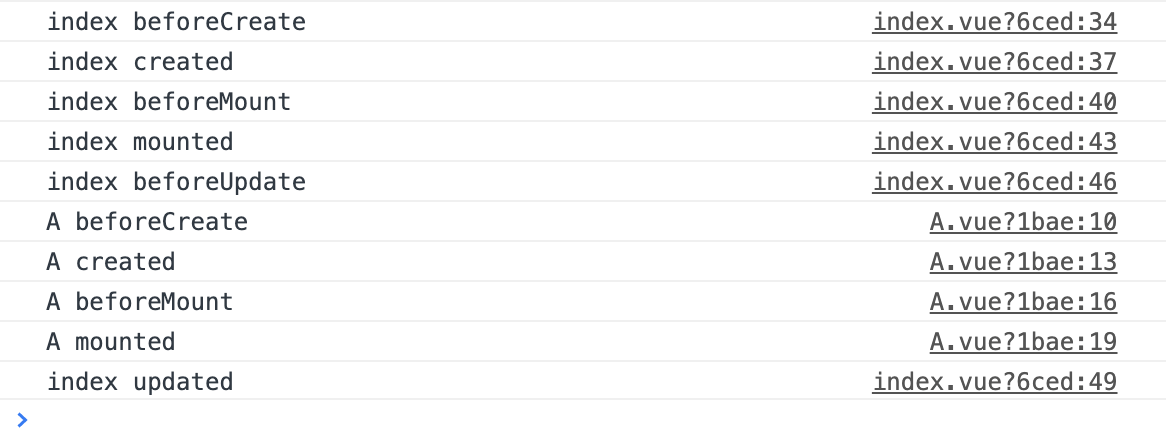 index beforeCreate index.vue?6ced:34
index created index.vue?6ced:37
index beforeMount index.vue?6ced:40
index mounted index.vue?6ced:43
index beforeUpdate index.vue?6ced:46
A beforeCreate A.vue?1bae:10
A created A.vue?1bae:13
A beforeMount A.vue?1bae:16
A mounted A.vue?1bae:19
index updated index.vue?6ced:49